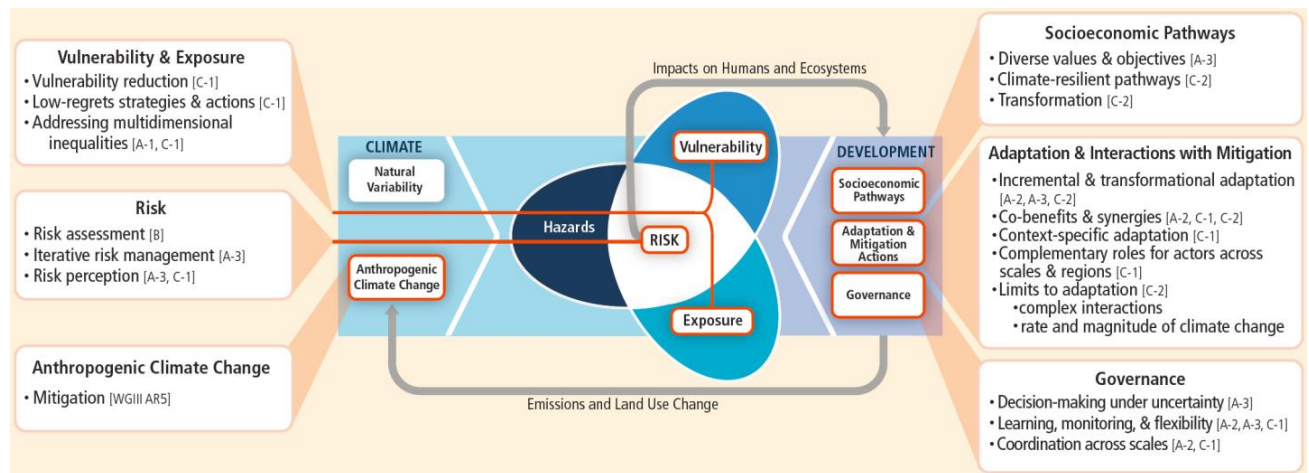 Vulnerability & Exposure
• Vulnerability reduction [C-1]
• Low-regrets strategies & actions [C-1]
• Addressing multidimensional
inequalities [A-1, C-1]
Risk
• Risk assessment [B]
• Iterative risk management [A-3]
• Risk perception [A-3, C-1]
Anthropogenic Climate Change
• Mitigation [WGIII AR5]
Impacts on Humans and Ecosystems
CLIMATE
Natural
Variability
Anthropogenic
Climate Change
Hazards
Vulnerability
RISK
Exposure
DEVELOPMENT
Socioeconomic
Pathways
Adaptation &
Mitigation
Actions
Governance
Emissions and Land Use Change
Socioeconomic Pathways
• Diverse values & objectives [A-3]
• Climate-resilient pathways [C-2]
• Transformation [C-2]
Adaptation & Interactions with Mitigation
• Incremental & transformational adaptation
[A-2, A-3, C-2]
• Co-benefits & synergies [A-2, C-1, C-2]
• Context-specific adaptation [C-1]
• Complementary roles for actors across
scales & regions [C-1]
• Limits to adaptation [C-2]
• complex interactions
• rate and magnitude of climate change
Governance
• Decision-making under uncertainty [A-3]
• Learning, monitoring, & flexibility [A-2, A-3, C-1]
• Coordination across scales [A-2, C-1]